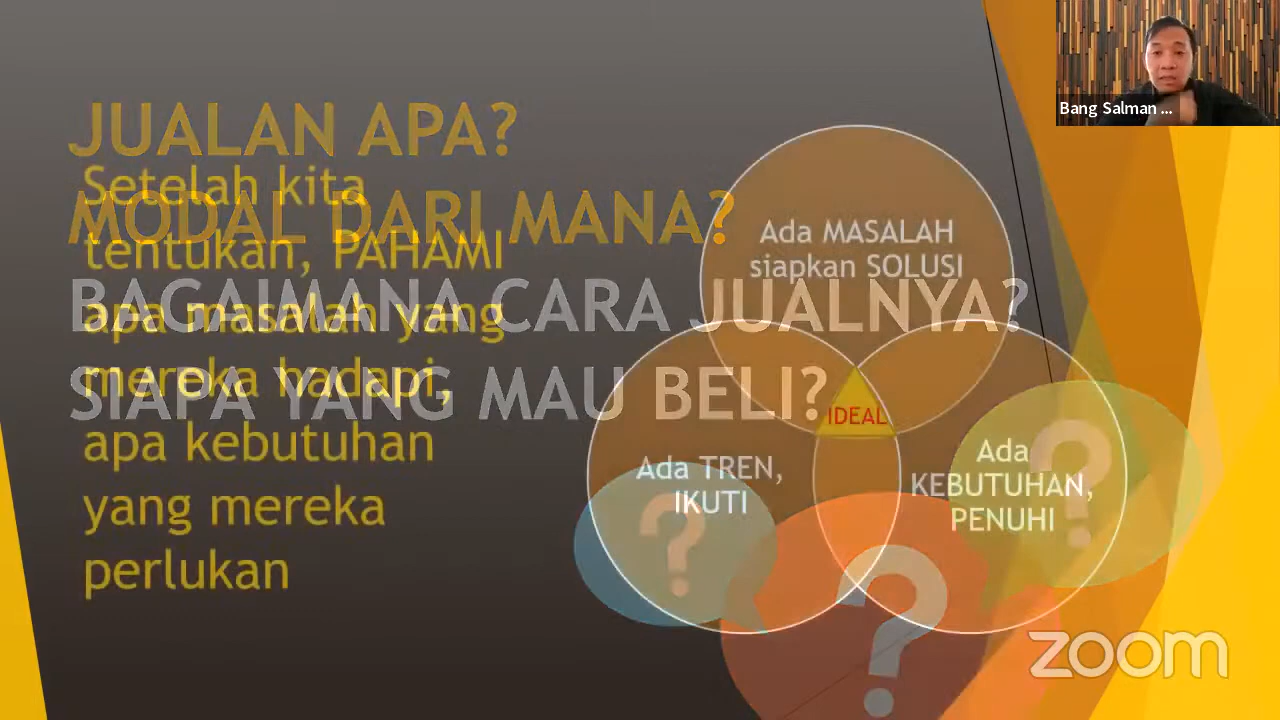 Bang Salman ...
JUALAN APA?
MODAL DARI MANA?
BAGAIMANA CARA JUALNYA?
SIAPA YANG MAU BELI?
Setelah kita
tentukan, PAHAMI
apa masalah yang
mereka hadapi,
apa kebutuhan
yang mereka
perlukan
Ada MASALAH
siapkan SOLUSI
IDEAL
Ada TREN,
IKUTI
Ada
KEBUTUHAN,
PENUHI
?
?
?
zoom